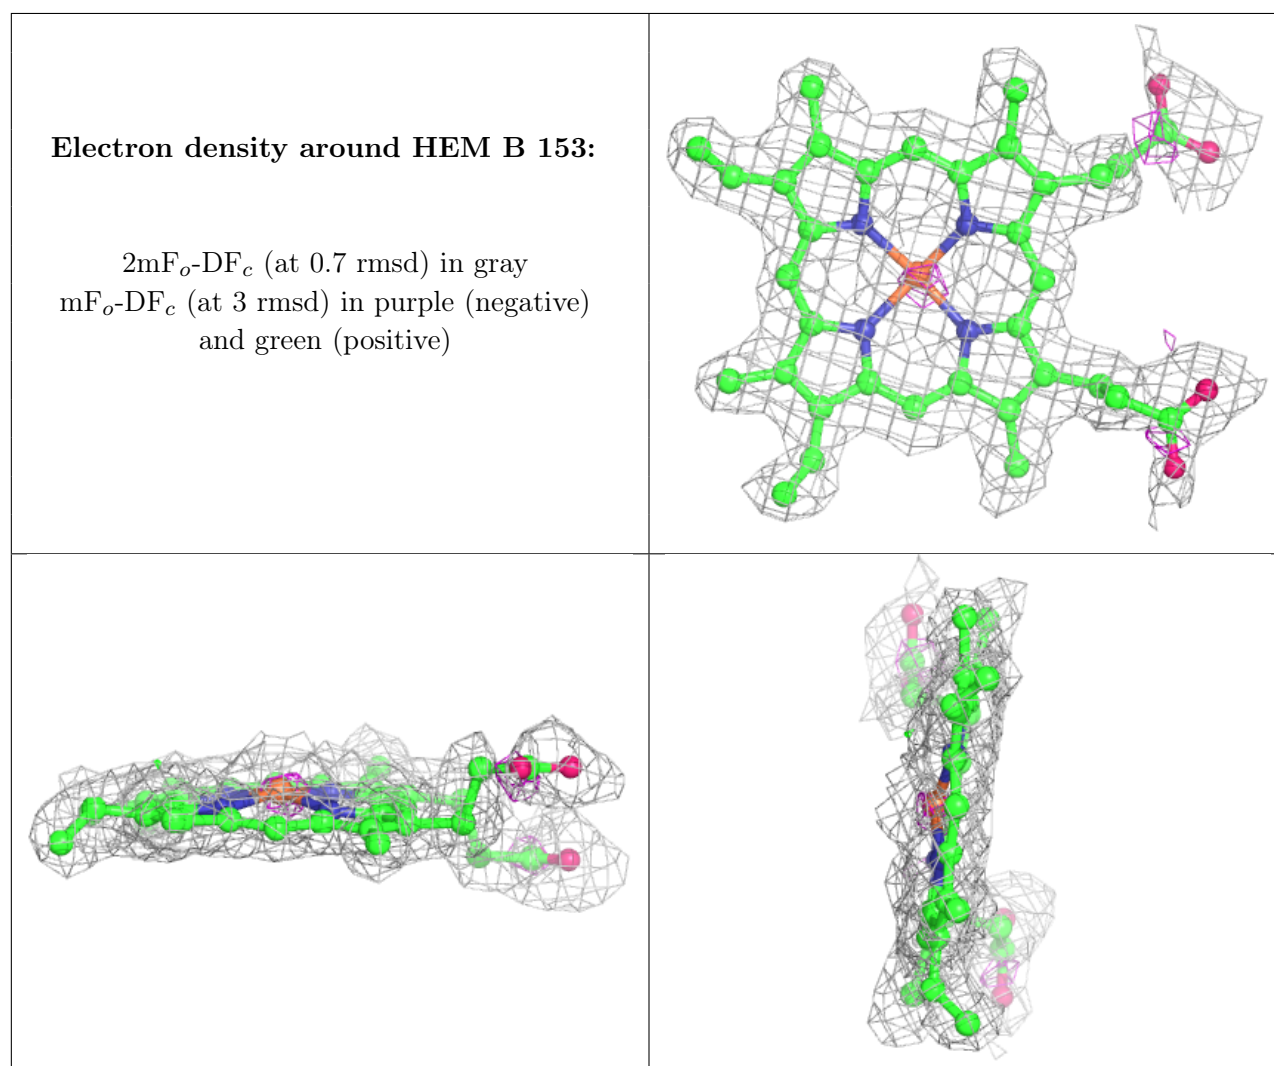 Electron density around HEM B 153:
2mFo-DFc (at 0.7 rmsd) in gray
mFo-DFc (at 3 rmsd) in purple (negative)
and green (positive)